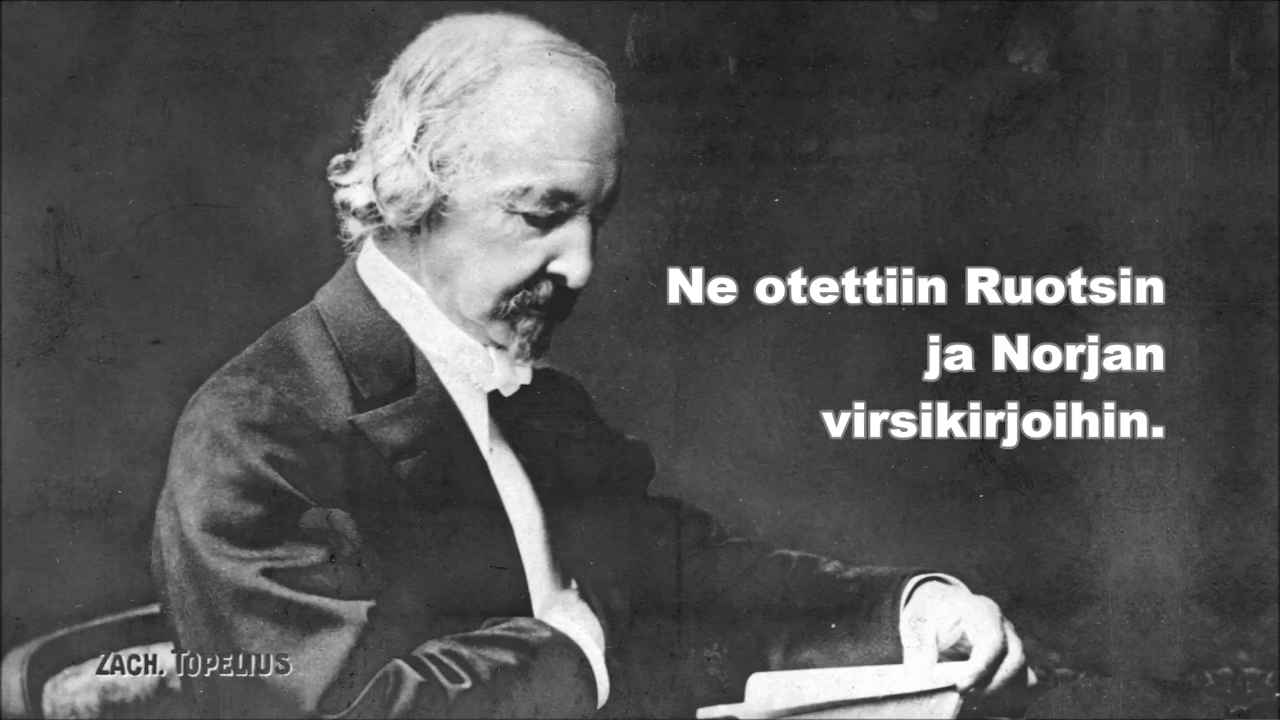 Ne otettiin Ruotsin
ja Norjan
virsikirjoihin.
ZACH. TOPELIUS